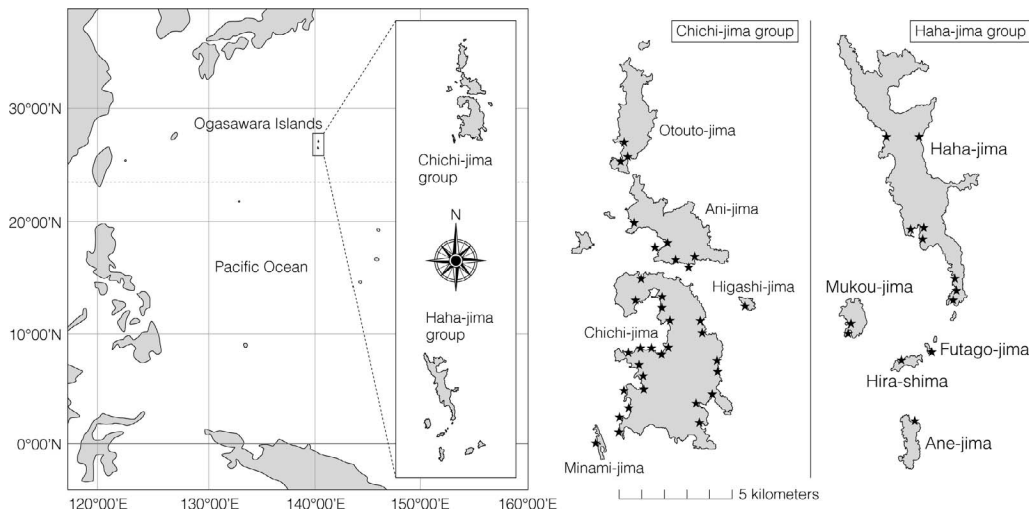 30°00'N
20°00'N
10°00'N
0°00'N
120°00'E
130°00'E
140°00'E
150°00'E
160°00'E
Ogasawara Islands
Pacific Ocean
Chichi-jima
group
N
Haha-jima
group
Chichi-jima group
Otouto-jima
Ani-jima
Higashi-jima
Chichi-jima
Minami-jima
5 kilometers
Haha-jima group
Haha-jima
Mukou-jima
Futago-jima
Hira-shima
Ane-jima